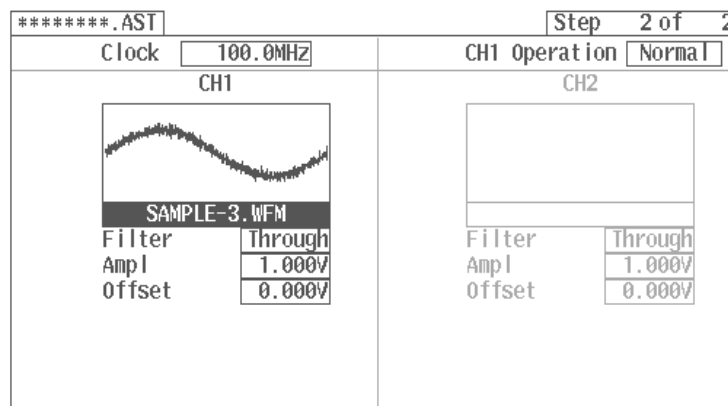 ********.AST Step 2 of 2
Clock 100.0MHz CH1 Operation Normal
CH1 CH2
SAMPLE-3.WFM
Filter Through Filter Through
Ampl 1.000V Ampl 1.000V
Offset 0.000V Offset 0.000V